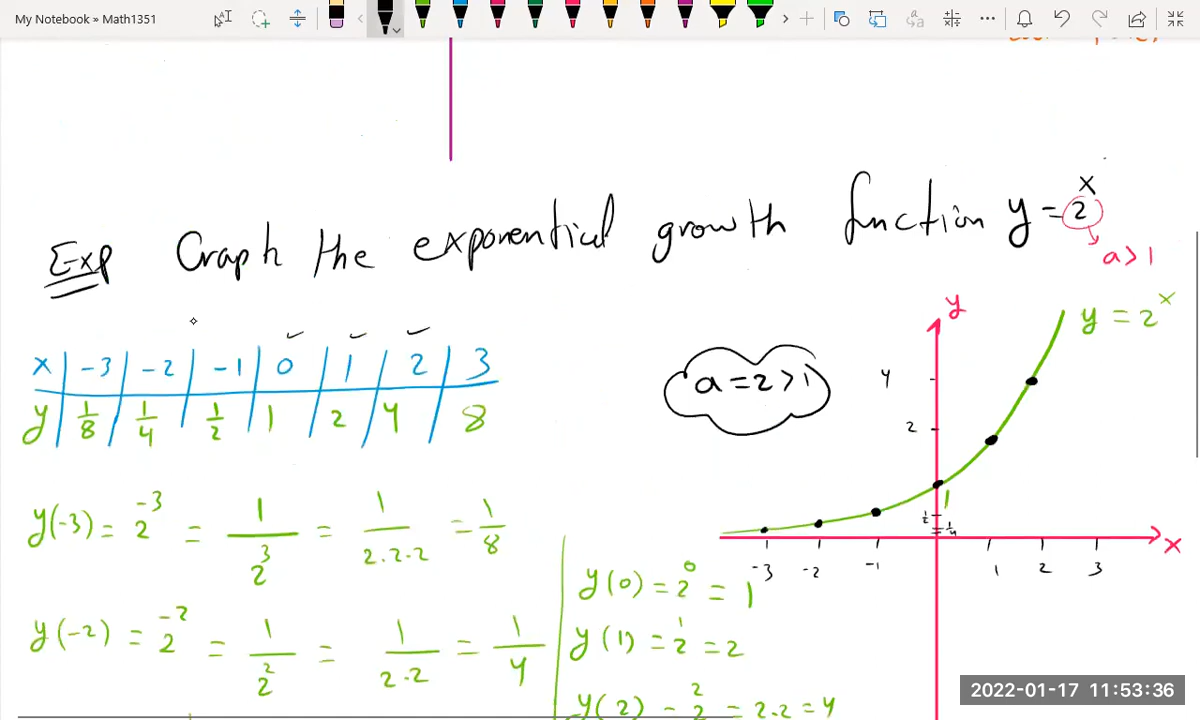 My Notebook » Math1351
Exp Graph the exponential growth function y = 2^x
a > 1
x | -3 | -2 | -1 | 0 | 1 | 2 | 3
y | 1/8 | 1/4 | 1/2 | 1 | 2 | 4 | 8
a = 2 > 1
y
y = 2^x
4
2
1
1/2
1/4
x
-3 -2 -1 1 2 3
y(-3) = 2^-3 = 1/2^3 = 1/2.2.2 = 1/8
y(-2) = 2^-2 = 1/2^2 = 1/2.2 = 1/4
y(0) = 2^0 = 1
y(1) = 2^1 = 2
y(2) = 2^2 = 2.2 = 4
2022-01-17 11:53:36